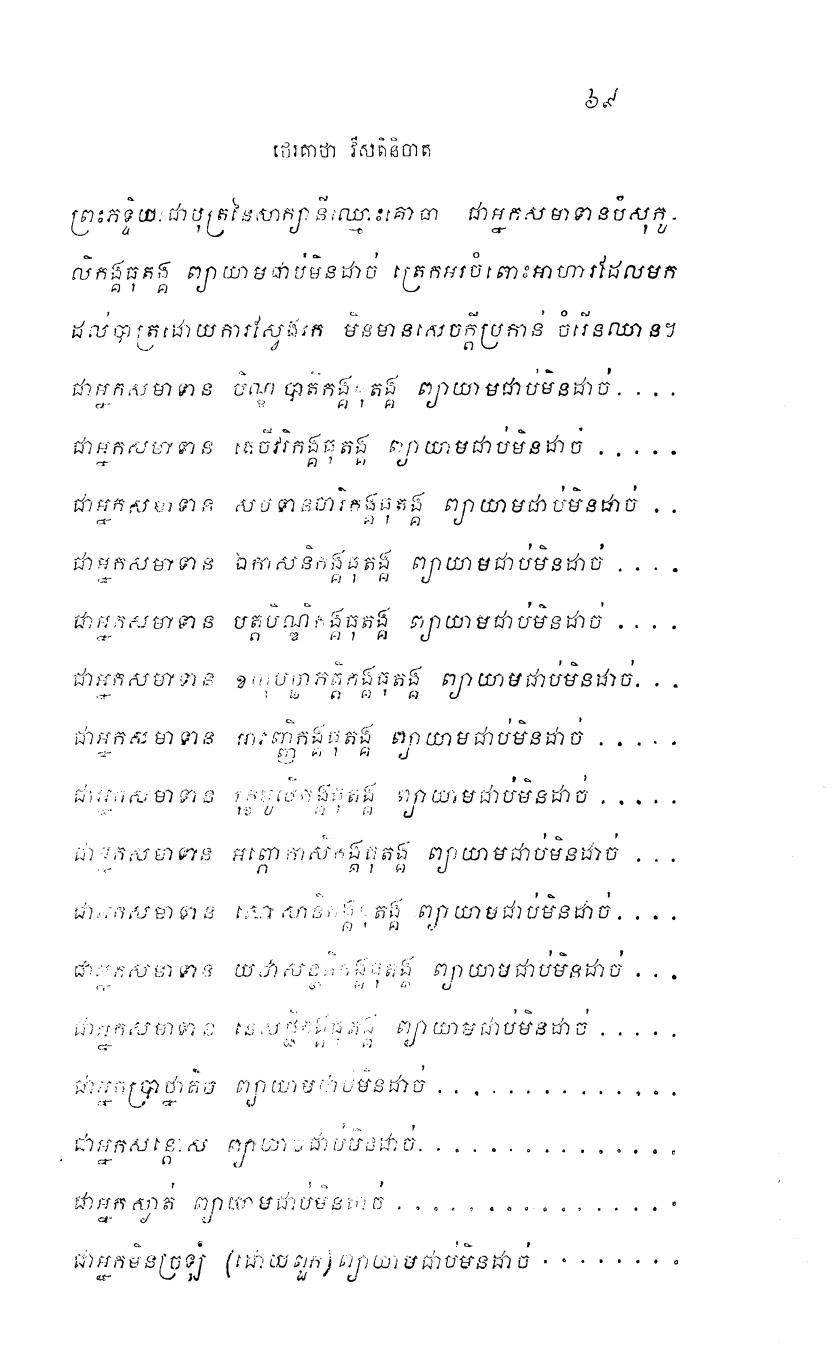 ៦៩
ថេរគាថា វីសតិនិបាត
ព្រះភទ្ទិយ ជាបុត្រនៃសាក្យានីឈ្មោះគោធា ជាអ្នកសមាទានបំសុកូ-
លិកង្គធុតង្គ ព្យាយាមជាប់មិនដាច់ ត្រេកអរចំពោះអាហារដែលមក
ដល់បាត្រដោយការស្វែងរក មិនមានសេចក្តីប្រកាន់ ចំរើនឈាន។
ជាអ្នកសមាទាន បិណ្ឌបាតិកង្គធុតង្គ ព្យាយាមជាប់មិនដាច់ . . . .
ជាអ្នកសមាទាន តេចីវរិកង្គធុតង្គ ព្យាយាមជាប់មិនដាច់ . . . . .
ជាអ្នកសមាទាន សបទានចារិកង្គធុតង្គ ព្យាយាមជាប់មិនដាច់ . .
ជាអ្នកសមាទាន ឯកាសនិកង្គធុតង្គ ព្យាយាមជាប់មិនដាច់ . . . .
ជាអ្នកសមាទាន បត្តបិណ្ឌិកង្គធុតង្គ ព្យាយាមជាប់មិនដាច់ . . . .
ជាអ្នកសមាទាន ខលុបច្ឆាភត្តិកង្គធុតង្គ ព្យាយាមជាប់មិនដាច់. . .
ជាអ្នកសមាទាន អារញ្ញិកង្គធុតង្គ ព្យាយាមជាប់មិនដាច់ . . . . .
ជាអ្នកសមាទាន រុក្ខមូលិកង្គធុតង្គ ព្យាយាមជាប់មិនដាច់ . . . . .
ជាអ្នកសមាទាន អព្ភោកាសិកង្គធុតង្គ ព្យាយាមជាប់មិនដាច់ . . .
ជាអ្នកសមាទាន សោសានិកង្គធុតង្គ ព្យាយាមជាប់មិនដាច់. . . .
ជាអ្នកសមាទាន យថាសន្ថតិកង្គធុតង្គ ព្យាយាមជាប់មិនដាច់ . . .
ជាអ្នកសមាទាន នេសជ្ជិកង្គធុតង្គ ព្យាយាមជាប់មិនដាច់ . . . . .
ជាអ្នកប្រាថ្នាតិច ព្យាយាមជាប់មិនដាច់ . . . . . . . . . . . . . .
ជាអ្នកសន្តោស ព្យាយាមជាប់មិនដាច់. . . . . . . . . . . . . . .
ជាអ្នកស្ងាត់ ព្យាយាមជាប់មិនដាច់ . . . . . . . . . . . . . . . .
ជាអ្នកមិនច្រឡំ (ដោយពួក) ព្យាយាមជាប់មិនដាច់ . . . . . . . .